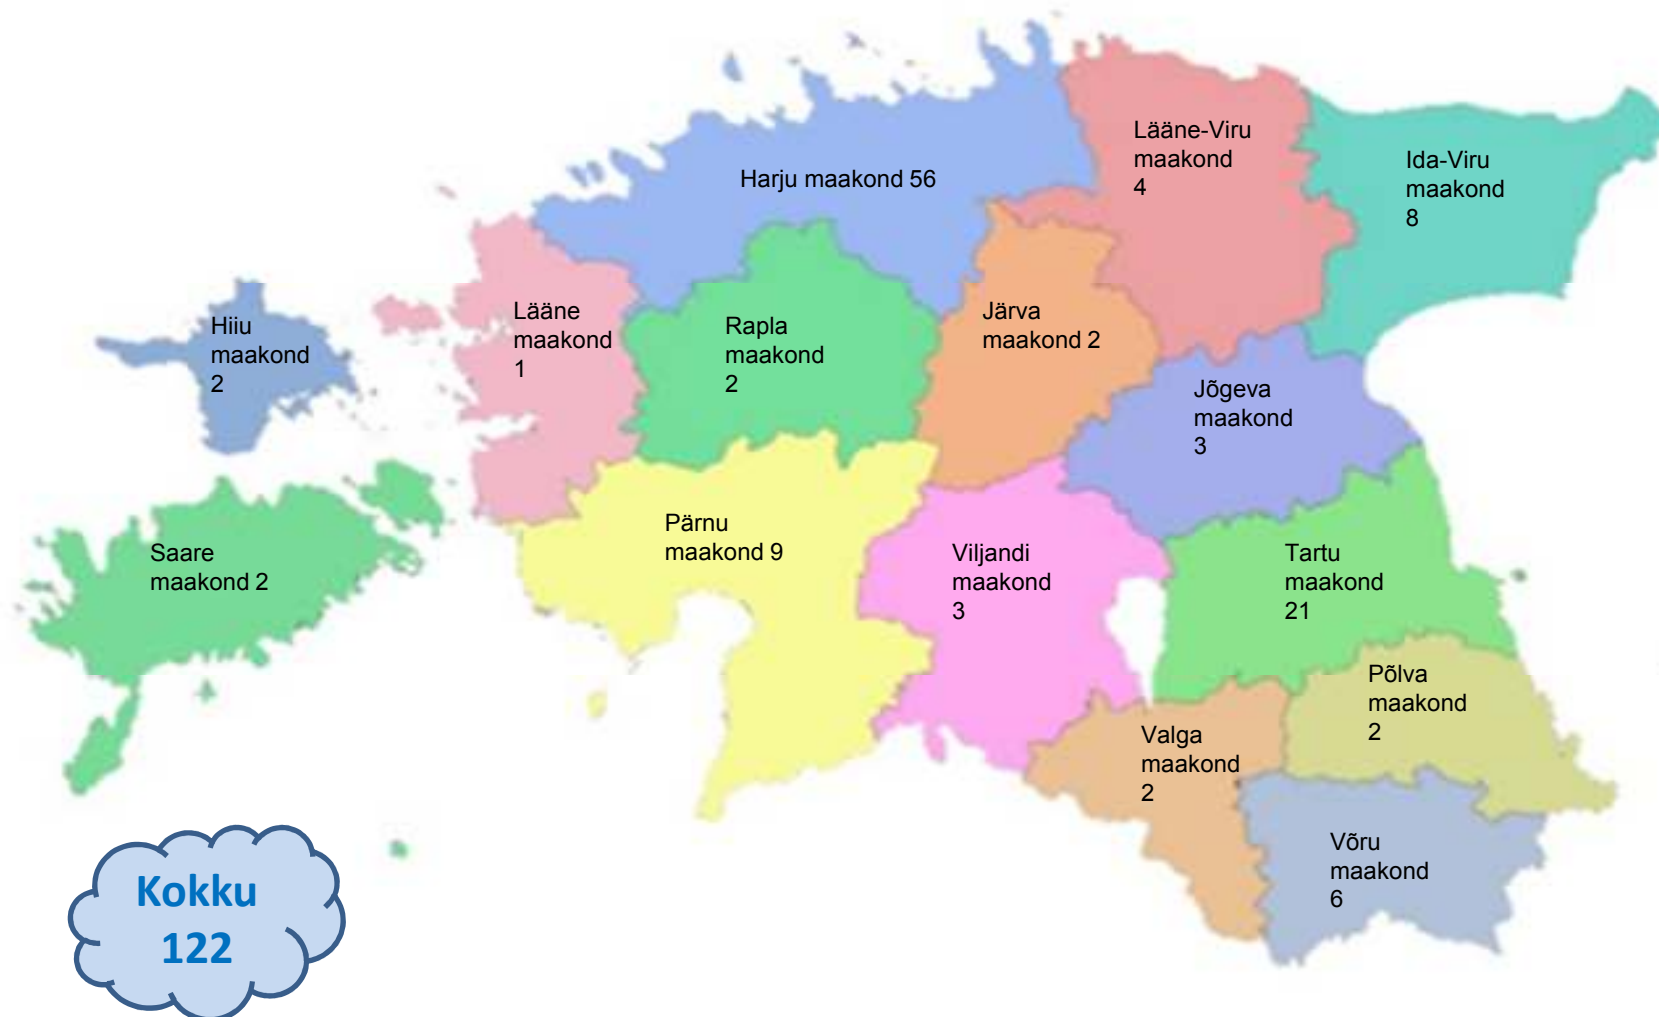 Harju maakond 56
Lääne-Viru
maakond
4
Ida-Viru
maakond
8
Hiiu
maakond
2
Lääne
maakond
1
Rapla
maakond
2
Järva
maakond 2
Jõgeva
maakond
3
Saare
maakond 2
Pärnu
maakond 9
Viljandi
maakond
3
Tartu
maakond
21
Põlva
maakond
2
Valga
maakond
2
Võru
maakond
6
Kokku
122